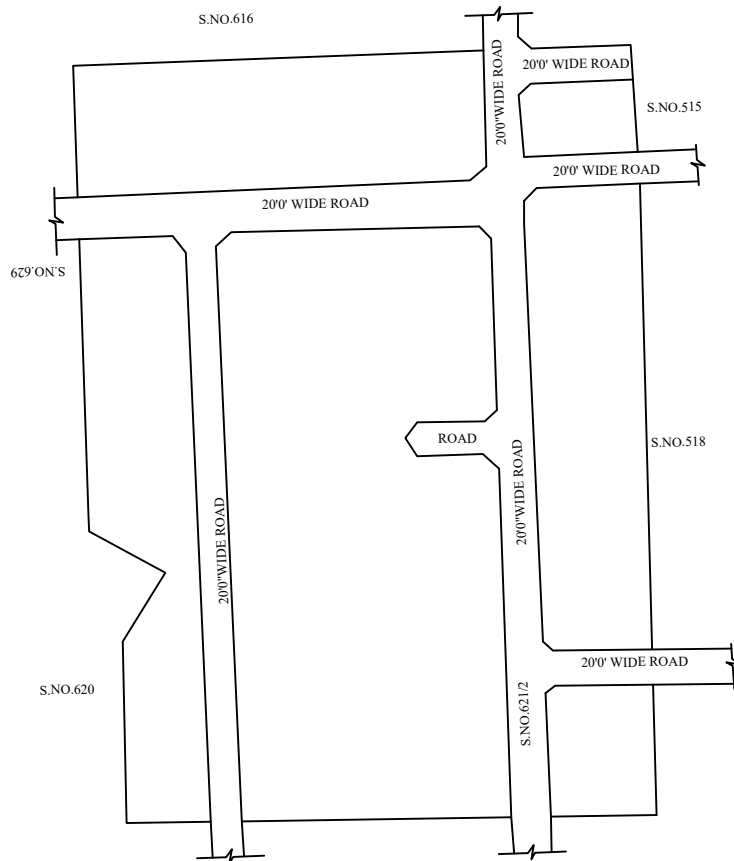 S.NO.616
20'0' WIDE ROAD
20'0"WIDE ROAD
S.NO.515
20'0' WIDE ROAD
20'0' WIDE ROAD
S.NO.629
ROAD
S.NO.518
20'0"WIDE ROAD
20'0"WIDE ROAD
20'0' WIDE ROAD
S.NO.620
S.NO.621/2